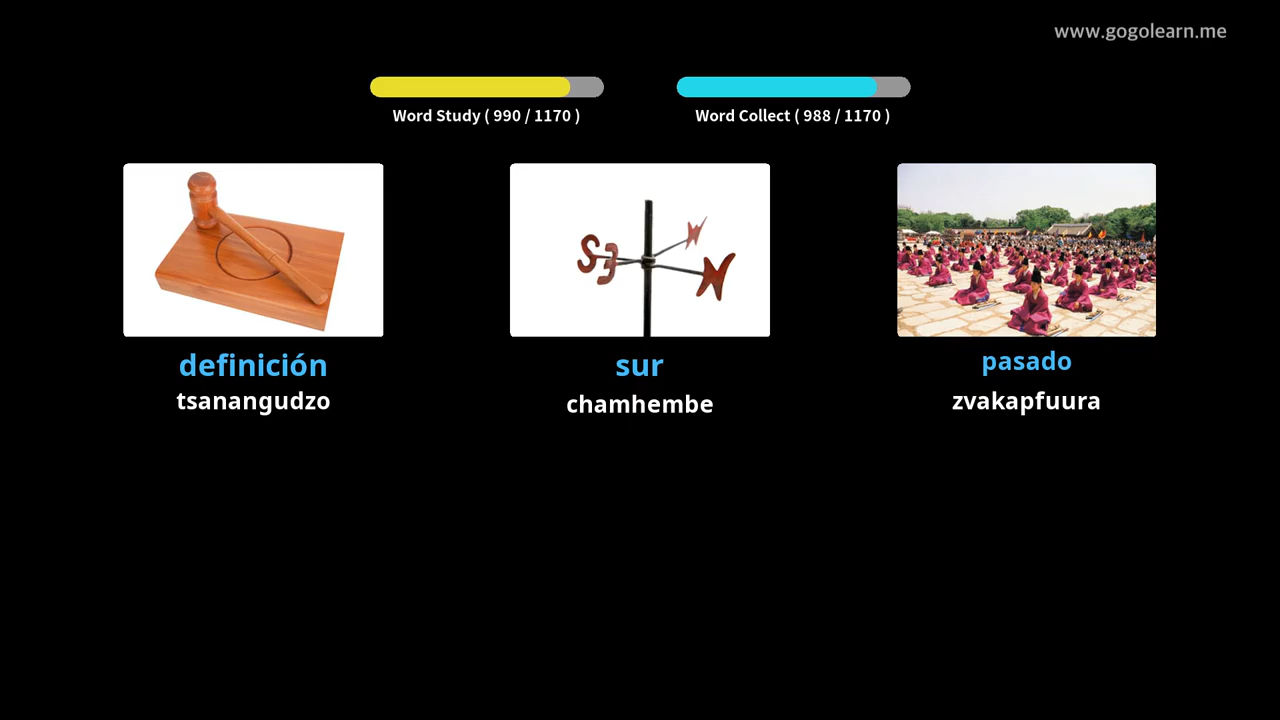 www.gogolearn.me
Word Study ( 990 / 1170 )
Word Collect ( 988 / 1170 )
S
E
N
W
definición
sur
pasado
tsanangudzo
chamhembe
zvakapfuura